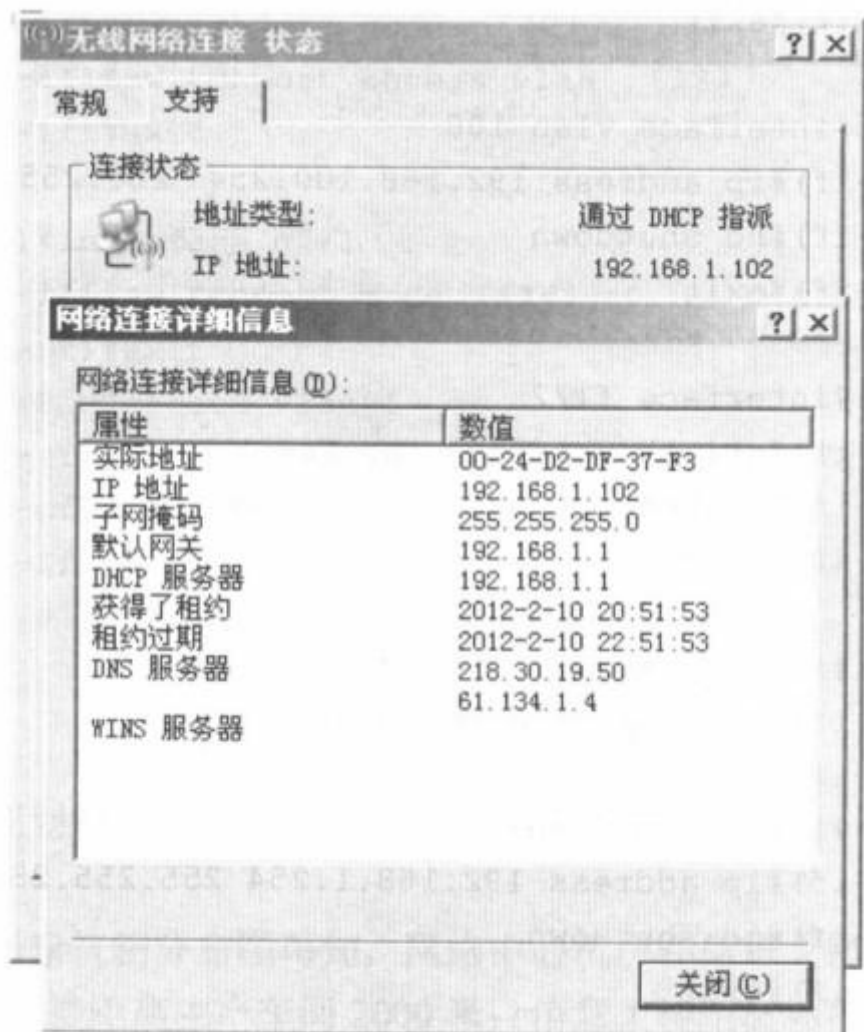 无线网络连接 状态
常规 支持
连接状态
地址类型: 通过 DHCP 指派
IP 地址: 192.168.1.102
网络连接详细信息
网络连接详细信息(D):
属性 数值
实际地址 00-24-D2-DF-37-F3
IP 地址 192.168.1.102
子网掩码 255.255.255.0
默认网关 192.168.1.1
DHCP 服务器 192.168.1.1
获得了租约 2012-2-10 20:51:53
租约过期 2012-2-10 22:51:53
DNS 服务器 218.30.19.50
61.134.1.4
WINS 服务器
关闭(C)